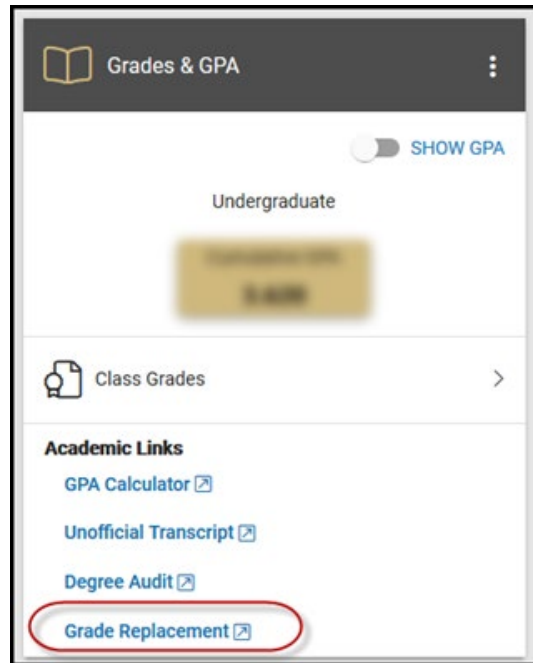 Grades & GPA
SHOW GPA
Undergraduate
Class Grades
Academic Links
GPA Calculator
Unofficial Transcript
Degree Audit
Grade Replacement